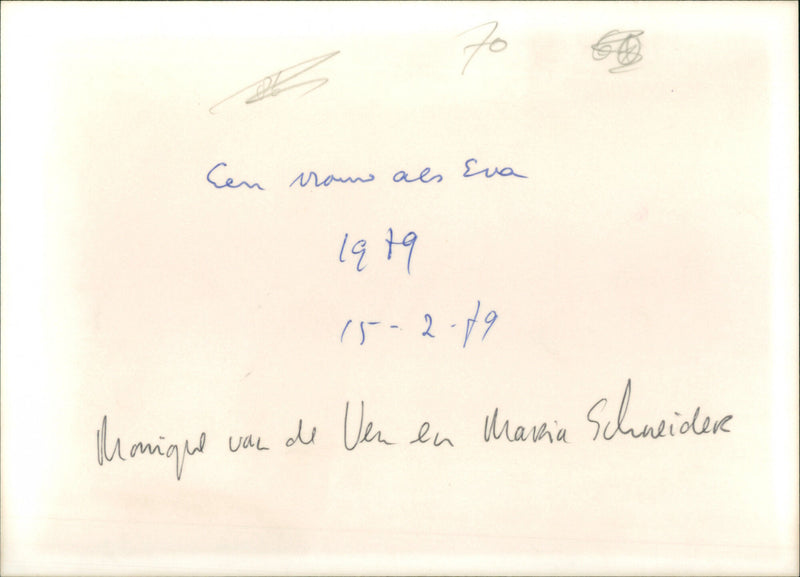 70
Een vrouw als Eva
1979
15-2-79
Monique van de Ven en Maria Schneider